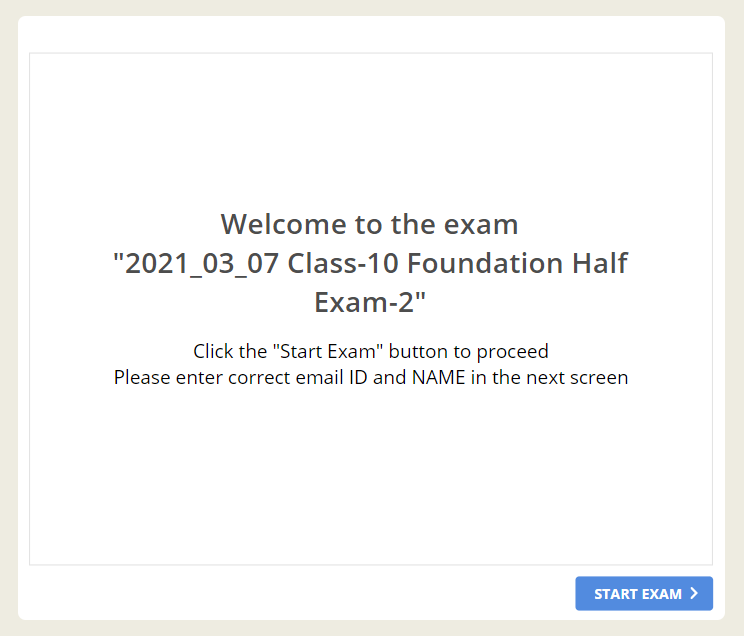 Welcome to the exam
"2021_03_07 Class-10 Foundation Half
Exam-2"
Click the "Start Exam" button to proceed
Please enter correct email ID and NAME in the next screen
START EXAM